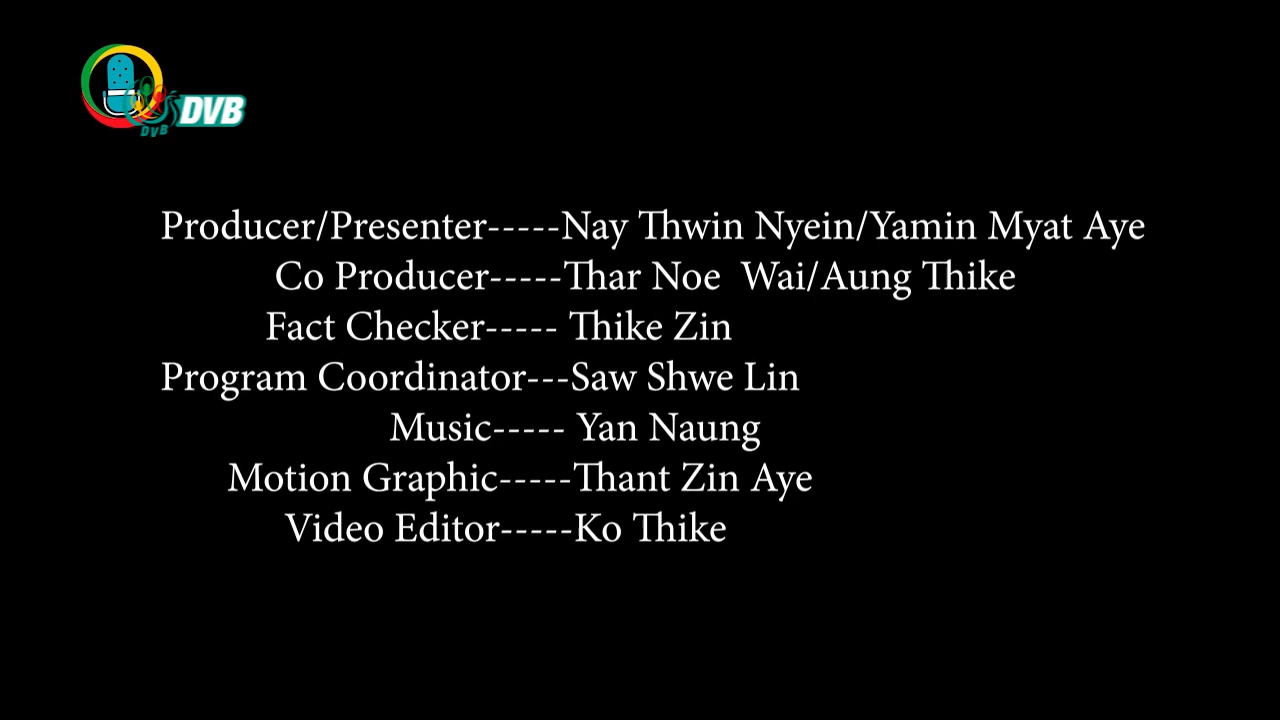 DVB
DVB
Producer/Presenter-----Nay Thwin Nyein/Yamin Myat Aye
Co Producer-----Thar Noe  Wai/Aung Thike
Fact Checker----- Thike Zin
Program Coordinator---Saw Shwe Lin
Music----- Yan Naung
Motion Graphic-----Thant Zin Aye
Video Editor-----Ko Thike